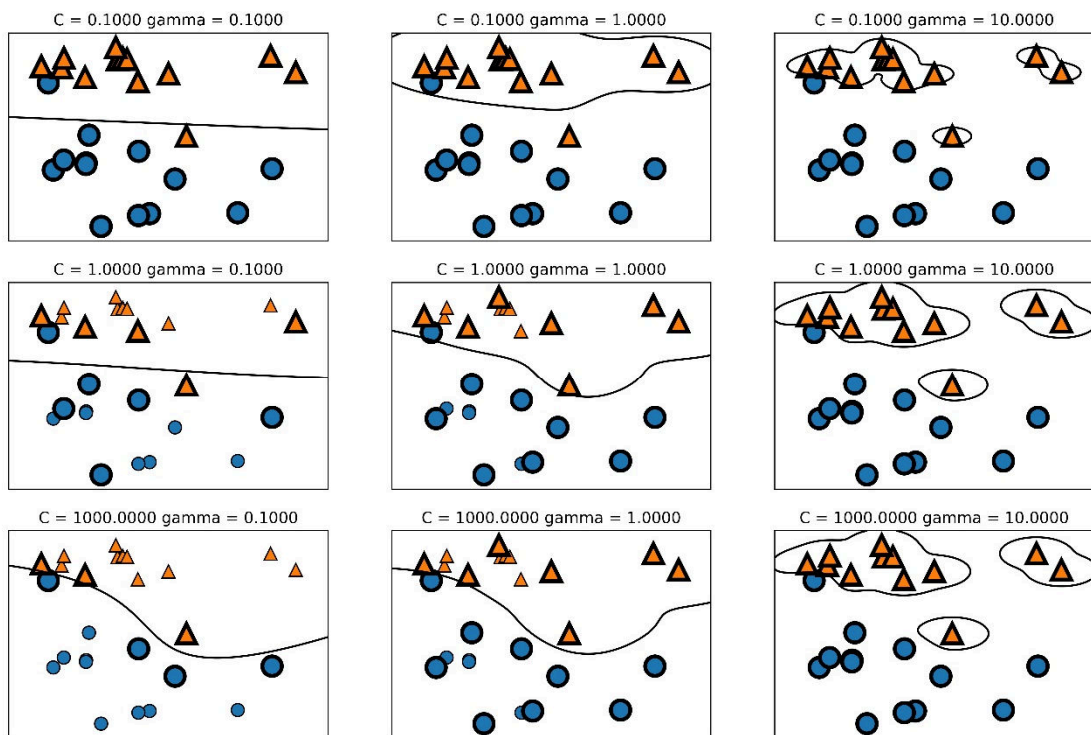 C = 0.1000 gamma = 0.1000
C = 0.1000 gamma = 1.0000
C = 0.1000 gamma = 10.0000
C = 1.0000 gamma = 0.1000
C = 1.0000 gamma = 1.0000
C = 1.0000 gamma = 10.0000
C = 1000.0000 gamma = 0.1000
C = 1000.0000 gamma = 1.0000
C = 1000.0000 gamma = 10.0000